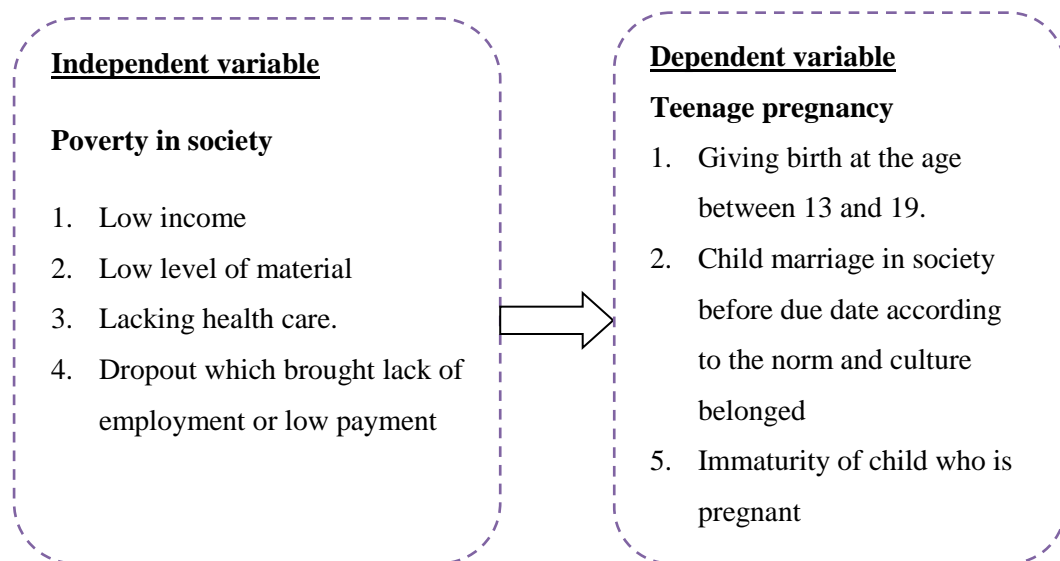 Independent variable
Poverty in society
1. Low income
2. Low level of material
3. Lacking health care.
4. Dropout which brought lack of
employment or low payment
Dependent variable
Teenage pregnancy
1. Giving birth at the age
between 13 and 19.
2. Child marriage in society
before due date according
to the norm and culture
belonged
5. Immaturity of child who is
pregnant